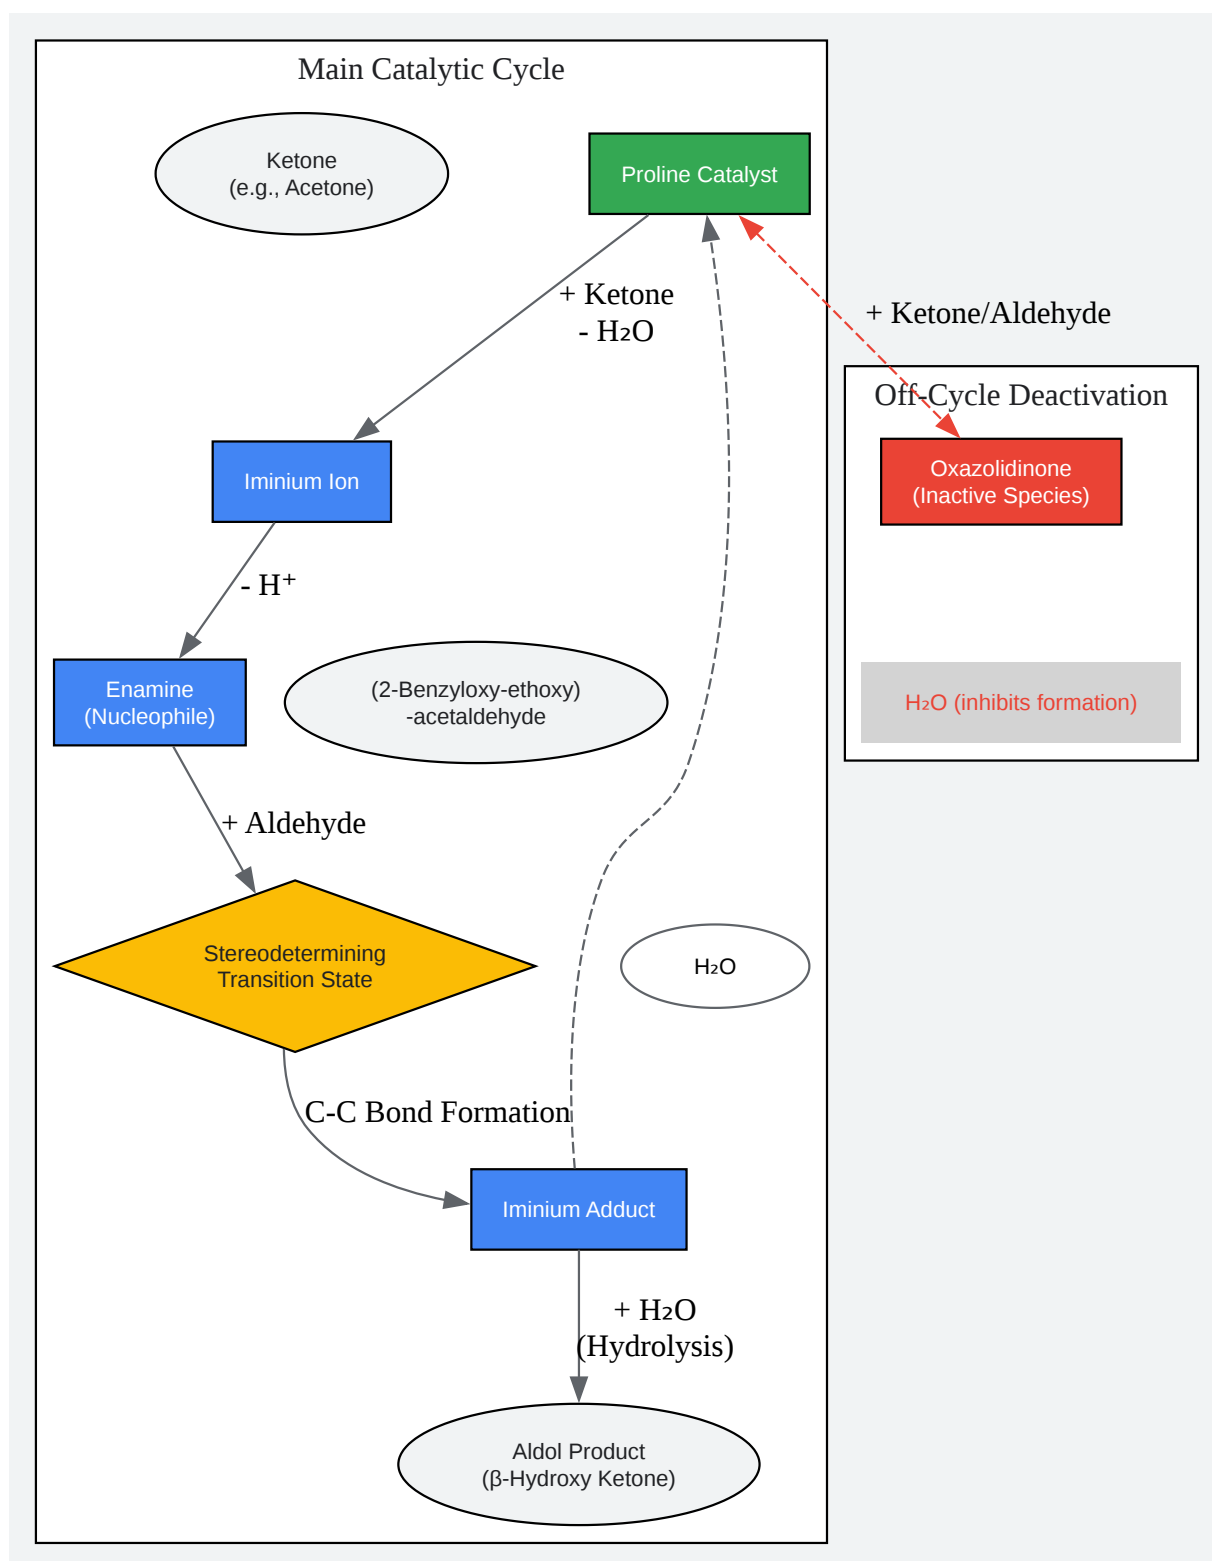 Main Catalytic Cycle
Ketone
(e.g., Acetone)
Proline Catalyst
+ Ketone
- H₂O
+ Ketone/Aldehyde
Off-Cycle Deactivation
Oxazolidinone
(Inactive Species)
Iminium Ion
- H⁺
Enamine
(Nucleophile)
(2-Benzyloxy-ethoxy)
-acetaldehyde
H₂O (inhibits formation)
+ Aldehyde
Stereodetermining
Transition State
H₂O
C-C Bond Formation
Iminium Adduct
+ H₂O
(Hydrolysis)
Aldol Product
(β-Hydroxy Ketone)